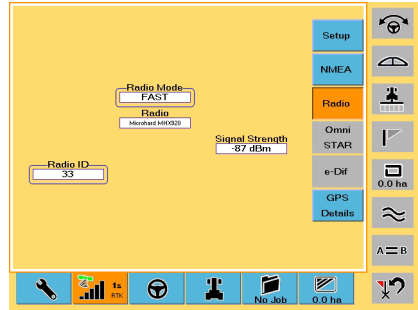 Setup
NMEA
Radio Mode
FAST
Radio
Radio
Microhard MHX920
Omni
STAR
Signal Strength
-87 dBm
Radio ID
33
e-Dif
0.0 ha
GPS
Details
A=B
1s
RTK
No Job
0.0 ha